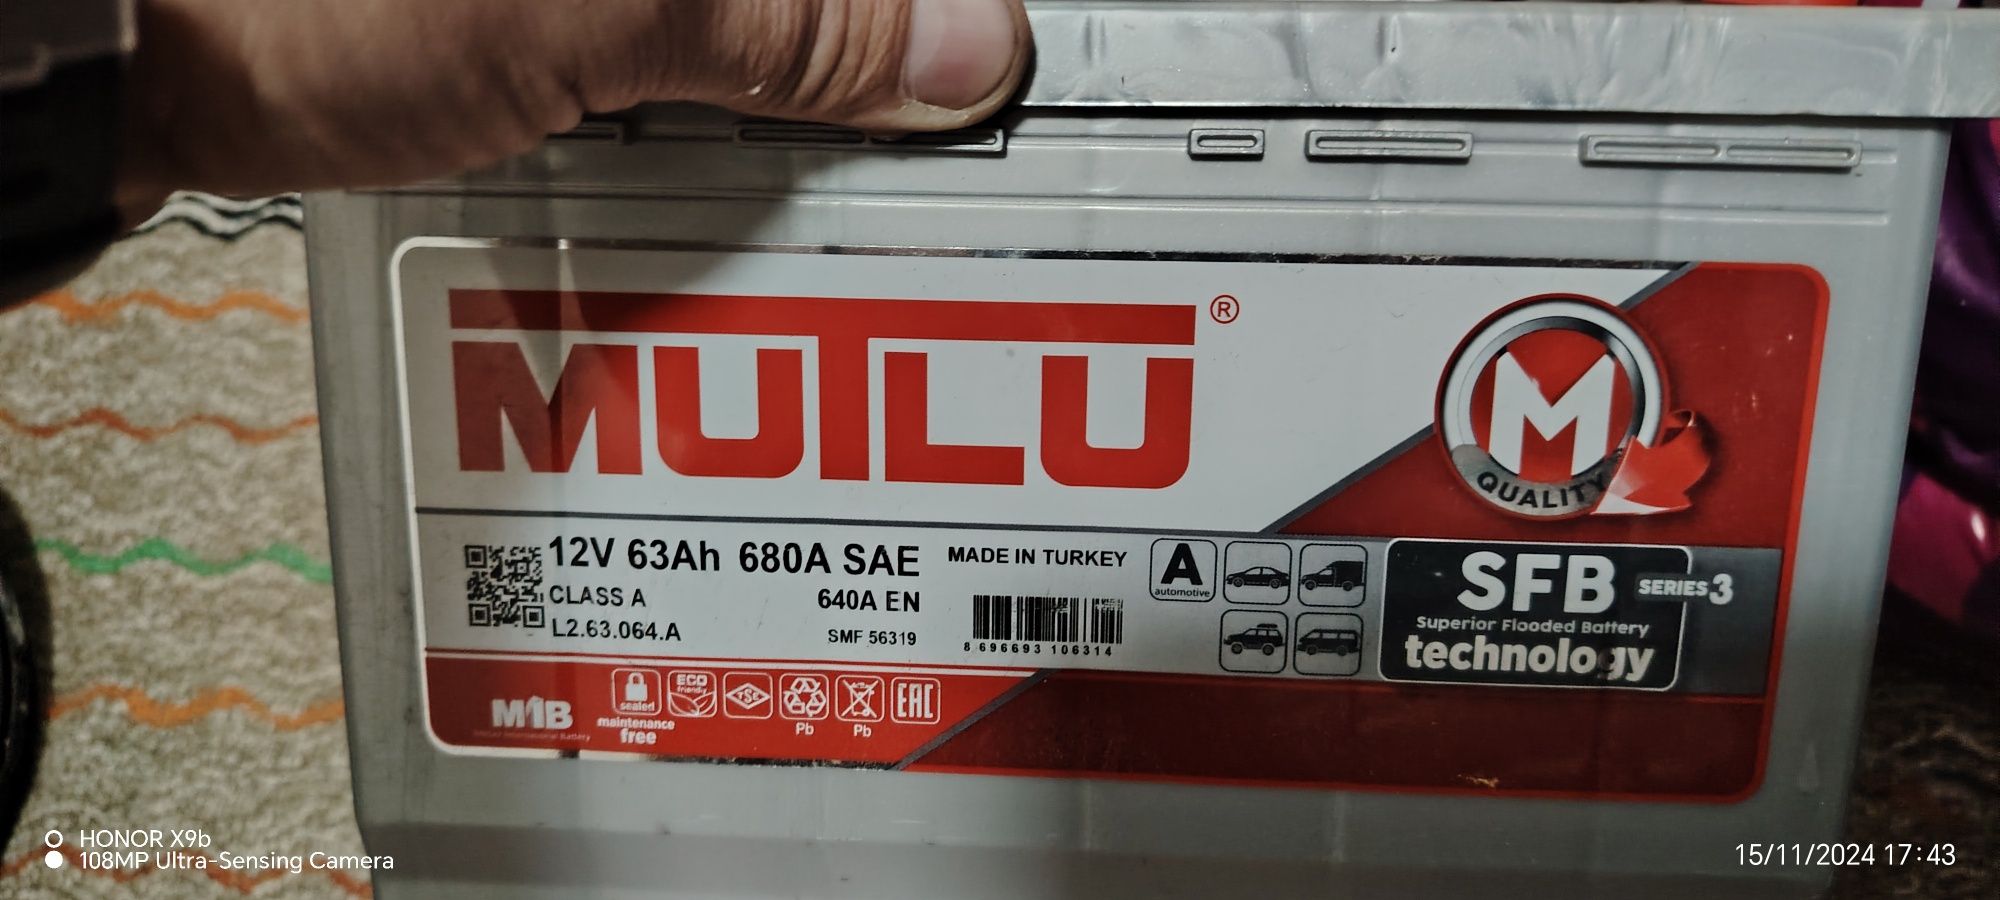 MUTLU ®
M
QUALITY
12V 63Ah 680A SAE
CLASS A 640A EN
L2.63.064.A SMF 56319
MADE IN TURKEY
8 696693 106314
A
automotive
SFB SERIES 3
Superior Flooded Battery
technology
MIB
sealed
maintenance
free
ECO
friendly
TSE
Pb
Pb
EAC
HONOR X9b
108MP Ultra-Sensing Camera
15/11/2024 17:43